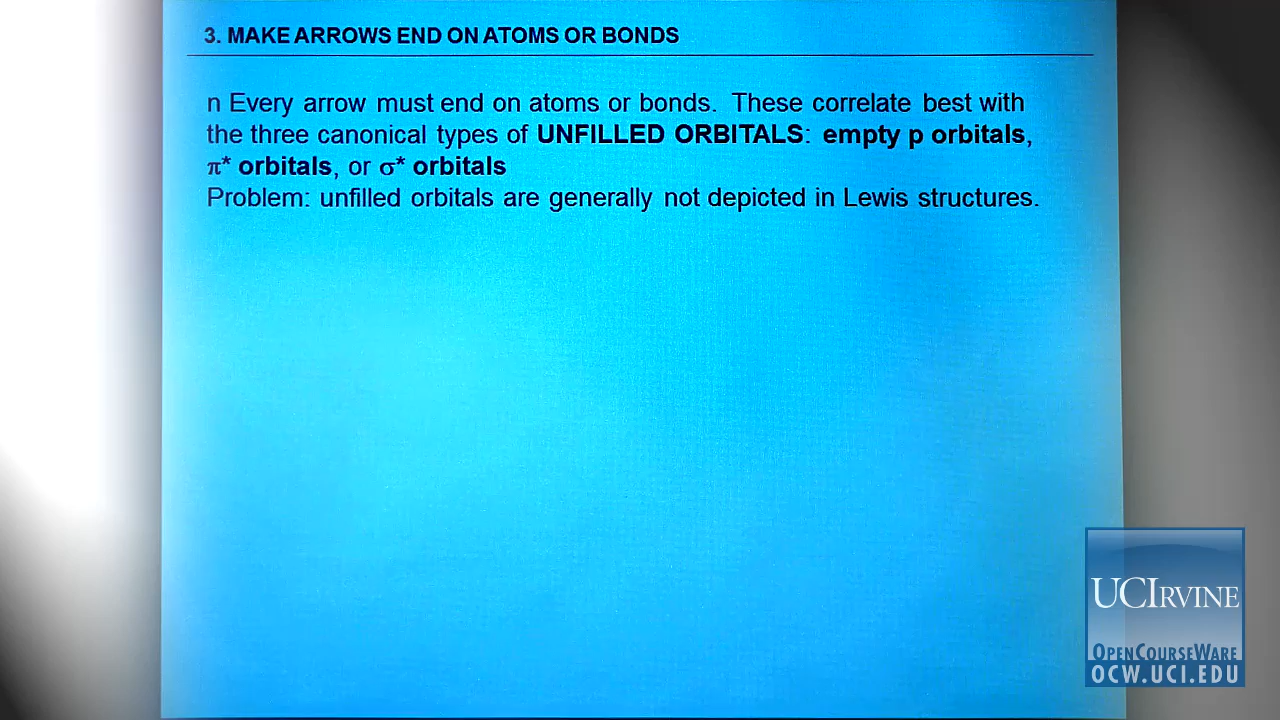 3. MAKE ARROWS END ON ATOMS OR BONDS
n Every arrow must end on atoms or bonds. These correlate best with
the three canonical types of UNFILLED ORBITALS: empty p orbitals,
π* orbitals, or σ* orbitals
Problem: unfilled orbitals are generally not depicted in Lewis structures.
UCIRVINE
OPENCOURSEWARE
OCW.UCI.EDU